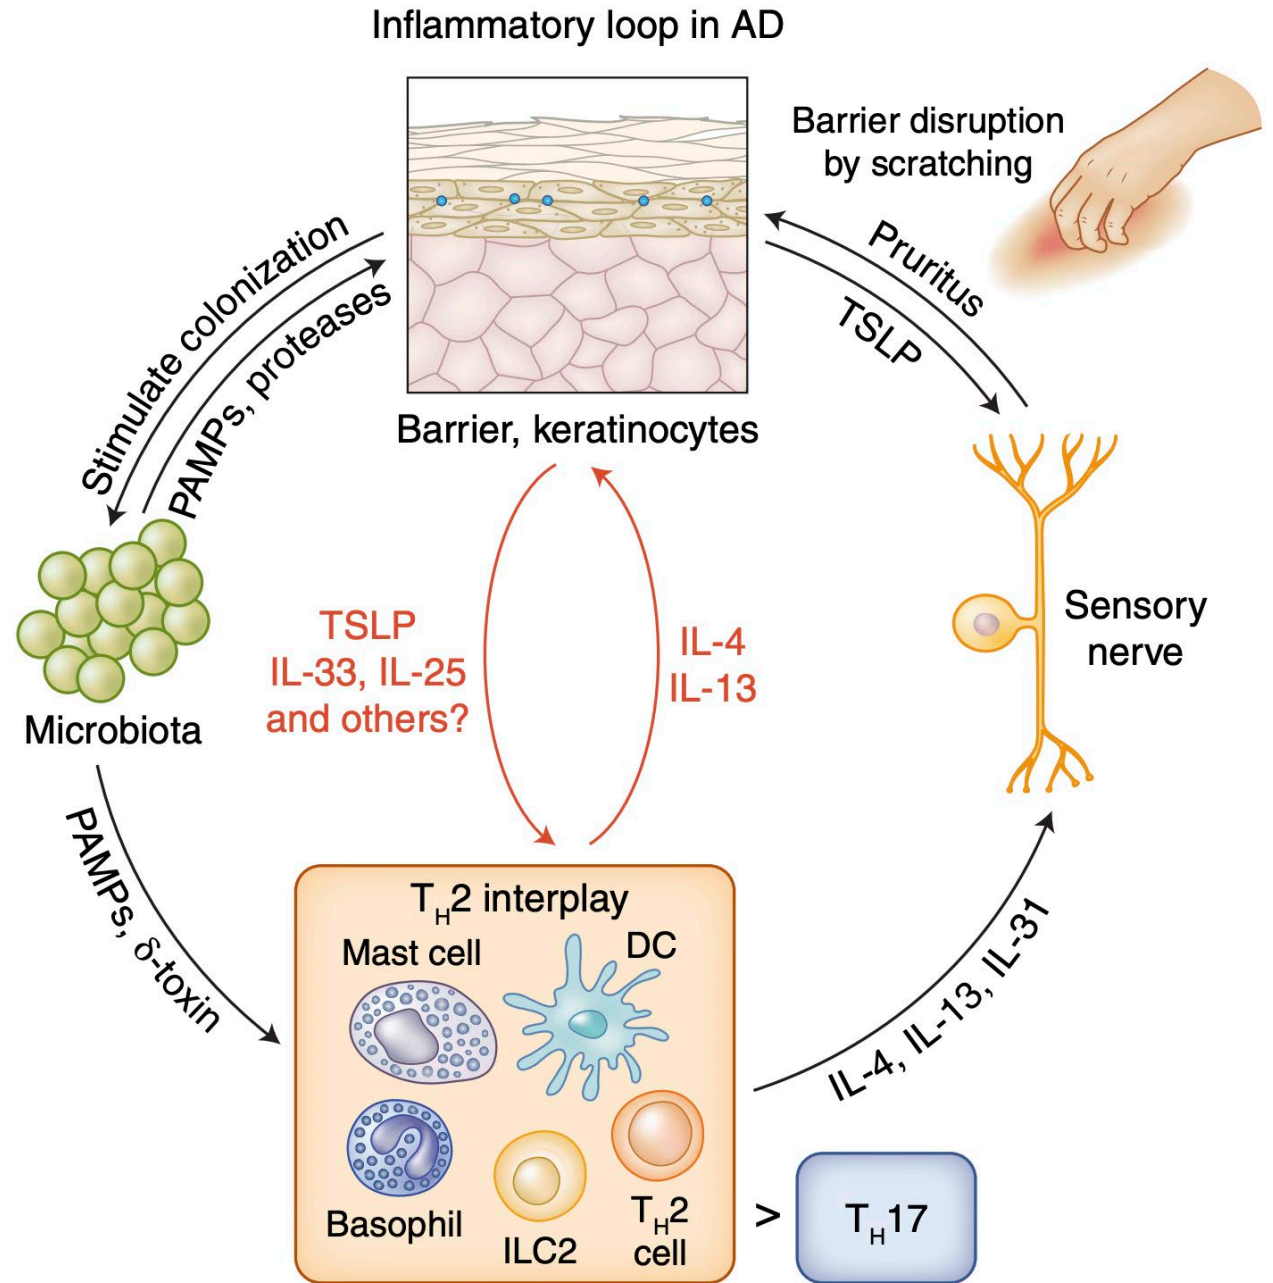 Inflammatory loop in AD
Barrier disruption
by scratching
Stimulate colonization
PAMPs, proteases
Pruritus
TSLP
Barrier, keratinocytes
TSLP
IL-33, IL-25
and others?
IL-4
IL-13
Sensory
nerve
Microbiota
PAMPs, δ-toxin
IL-4, IL-13, IL-31
TH2 interplay
Mast cell
DC
Basophil
ILC2
TH2
cell
>
TH17